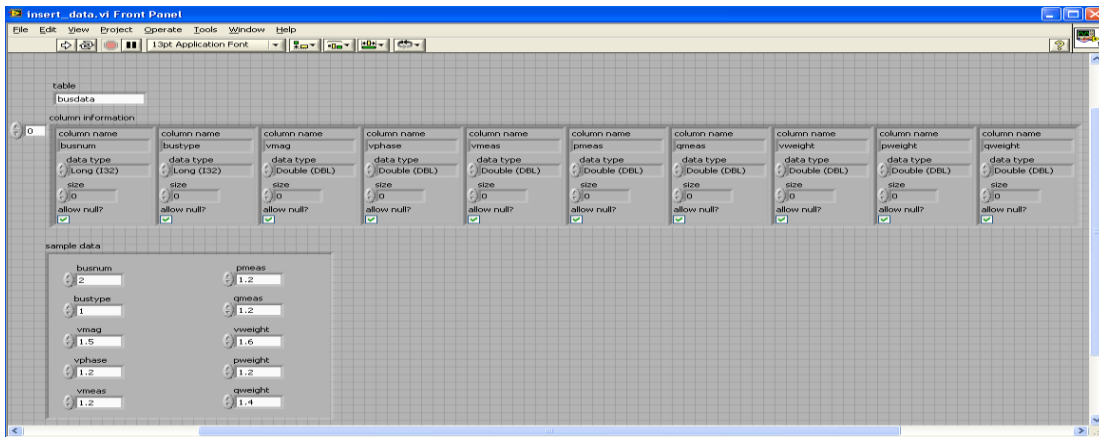 insert_data.vi Front Panel
File Edit View Project Operate Tools Window Help
13pt Application Font
table
busdata
column information
0
column name column name column name column name column name column name column name column name column name column name
busnum bustype vmag vphase vmeas pmeas qmeas vweight pweight qweight
data type data type data type data type data type data type data type data type data type data type
Long (I32) Long (I32) Double (DBL) Double (DBL) Double (DBL) Double (DBL) Double (DBL) Double (DBL) Double (DBL) Double (DBL)
size size size size size size size size size size
0 0 0 0 0 0 0 0 0 0
allow null? allow null? allow null? allow null? allow null? allow null? allow null? allow null? allow null? allow null?
sample data
busnum pmeas
2 1.2
bustype qmeas
1 1.2
vmag vweight
1.5 1.6
vphase pweight
1.2 1.2
vmeas qweight
1.2 1.4